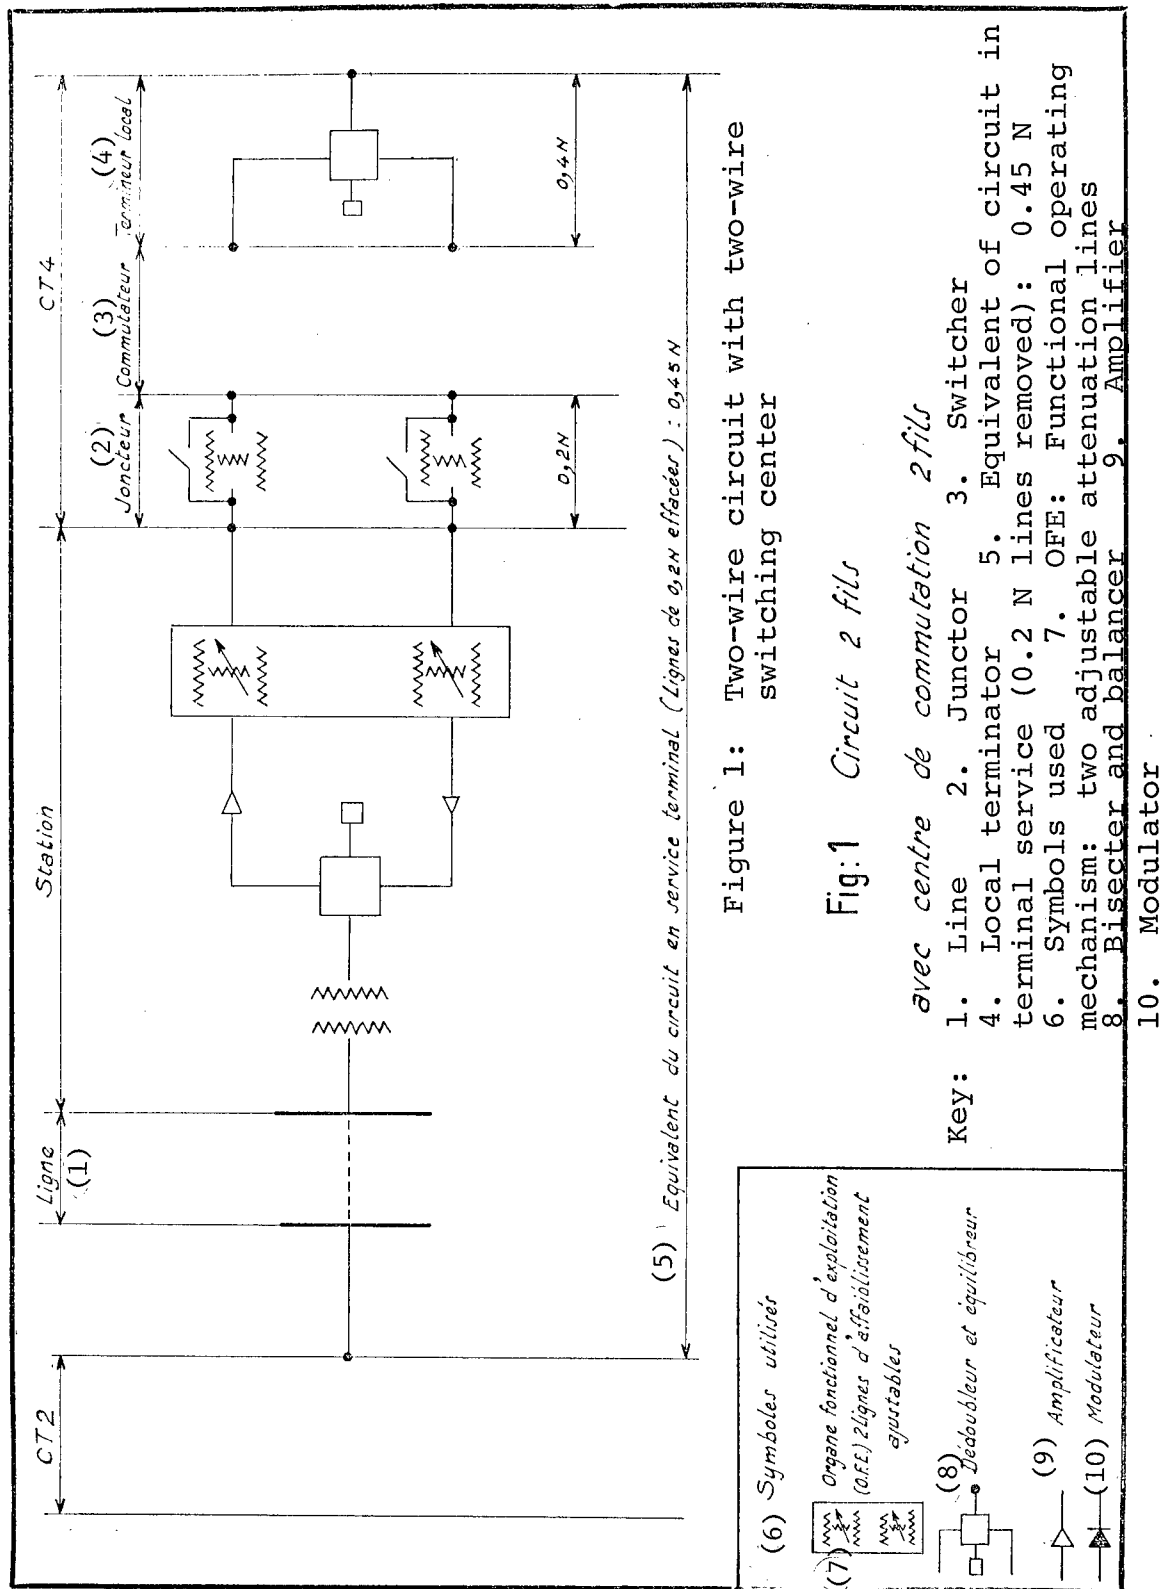 CT2
Ligne
(1)
Station
CT4
(2)
Joncteur
(3)
Commutateur
(4)
Termineur local
0,2N
0,4N
(5) Equivalent du circuit en service terminal (Lignes de 0,2N effacées) : 0,45N
(6) Symboles utilisés
(7) Organe fonctionnel d'exploitation
(O.F.E.) 2 Lignes d'affaiblissement
ajustables
(8) Dédoubleur et équilibreur
(9) Amplificateur
(10) Modulateur
Figure 1: Two-wire circuit with two-wire
switching center
Fig:1 Circuit 2 fils
avec centre de commutation 2 fils
Key: 1. Line 2. Junctor 3. Switcher
4. Local terminator 5. Equivalent of circuit in
terminal service (0.2 N lines removed): 0.45 N
6. Symbols used 7. OFE: Functional operating
mechanism: two adjustable attenuation lines
8. Bisecter and balancer 9. Amplifier
10. Modulator